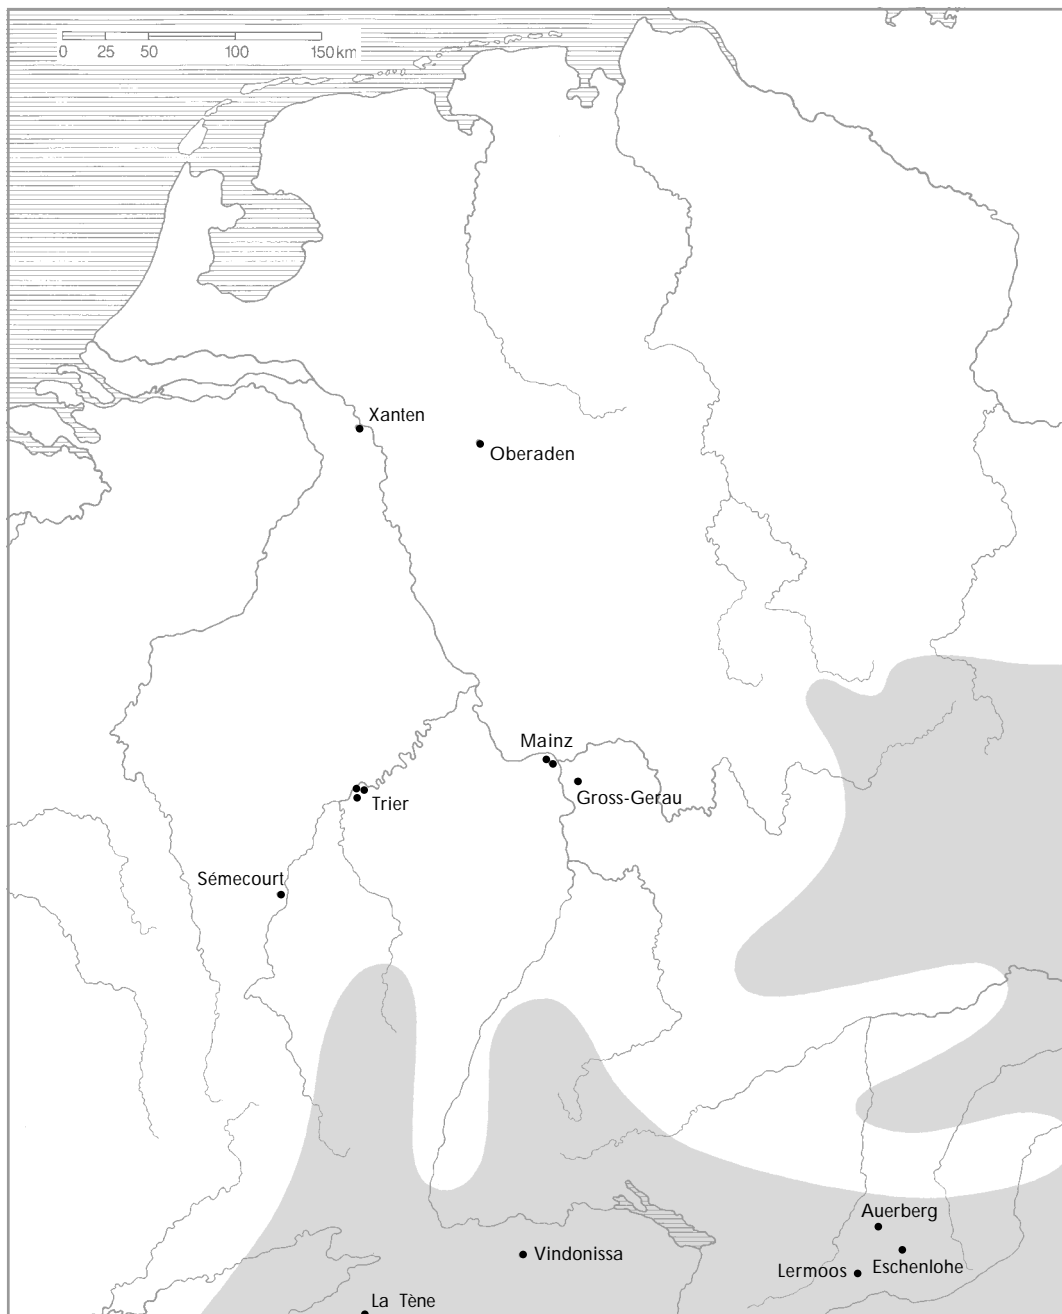 0 25 50 100 150 km
Xanten
Oberaden
Mainz
Gross-Gerau
Trier
Sémecourt
Auerberg
Vindonissa
Eschenlohe
Lermoos
La Tène